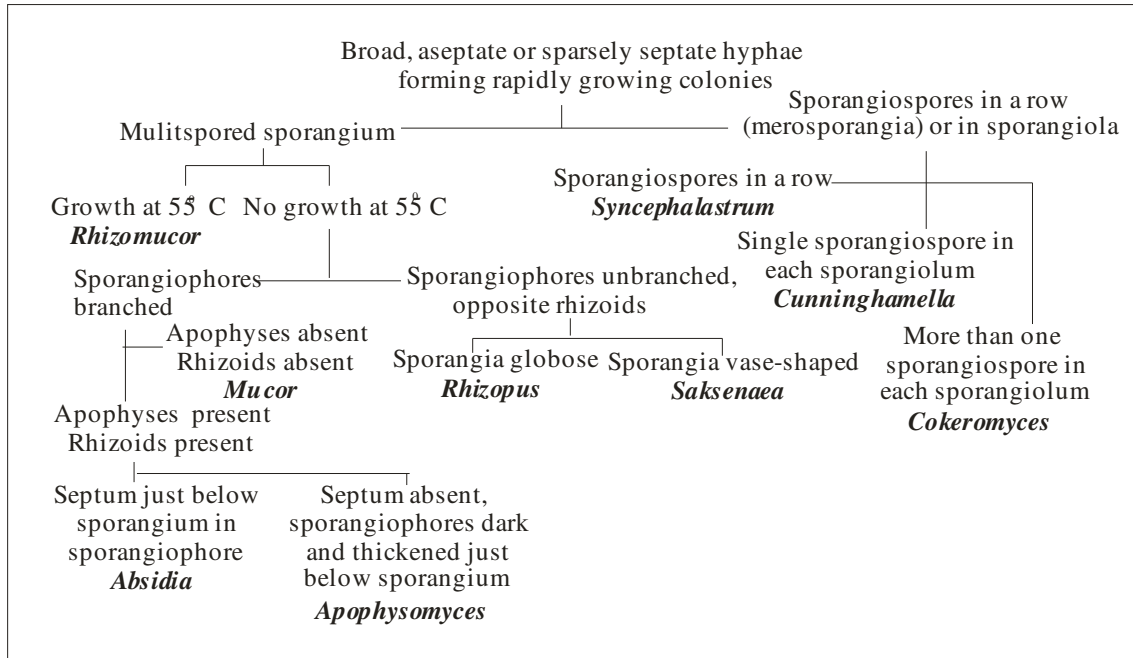 Broad, aseptate or sparsely septate hyphae
forming rapidly growing colonies
Mulitspored sporangium
Sporangiospores in a row
(merosporangia) or in sporangiola
Growth at 55° C
Rhizomucor
No growth at 55° C
Sporangiospores in a row
Syncephalastrum
Single sporangiospore in
each sporangiolum
Cunninghamella
More than one
sporangiospore in
each sporangiolum
Cokeromyces
Sporangiophores
branched
Sporangiophores unbranched,
opposite rhizoids
Apophyses absent
Rhizoids absent
Mucor
Sporangia globose
Rhizopus
Sporangia vase-shaped
Saksenaea
Apophyses present
Rhizoids present
Septum just below
sporangium in
sporangiophore
Absidia
Septum absent,
sporangiophores dark
and thickened just
below sporangium
Apophysomyces